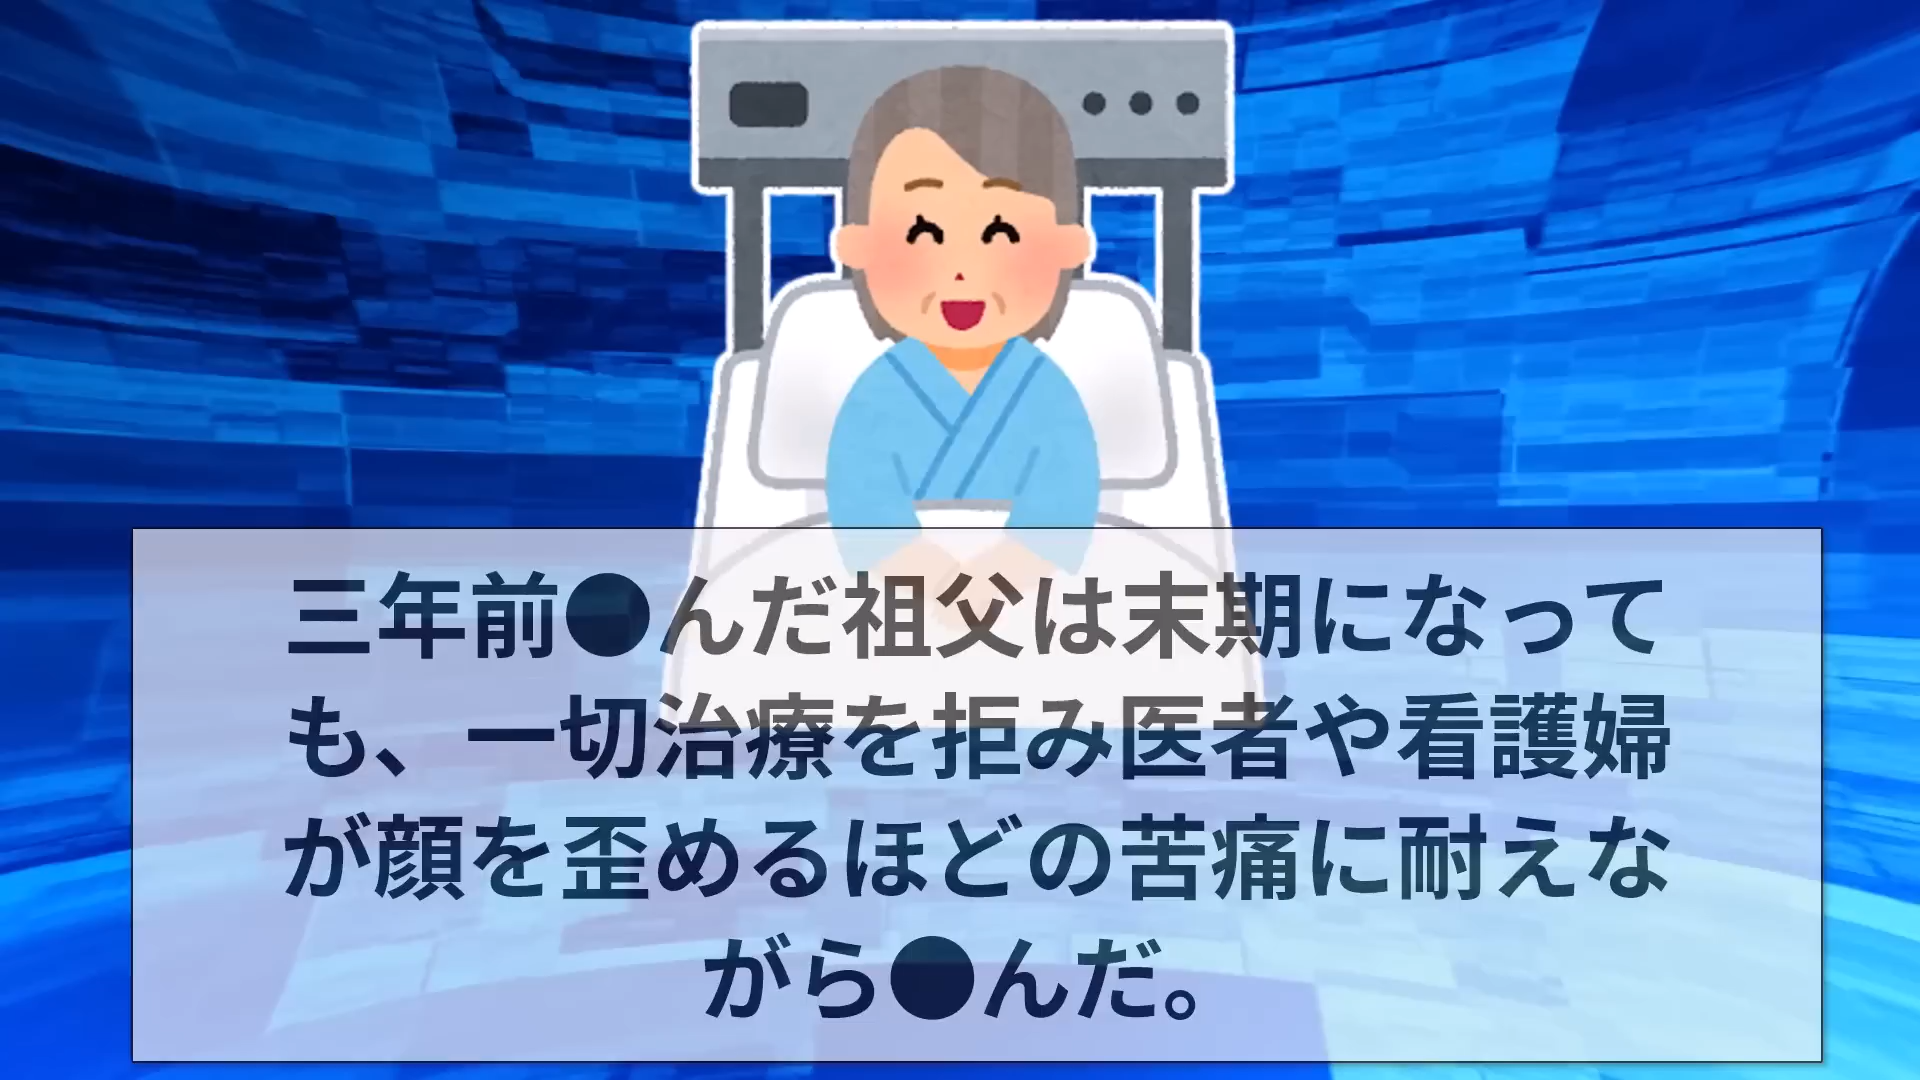 三年前●んだ祖父は末期になって
も、一切治療を拒み医者や看護婦
が顔を歪めるほどの苦痛に耐えな
がら●んだ。